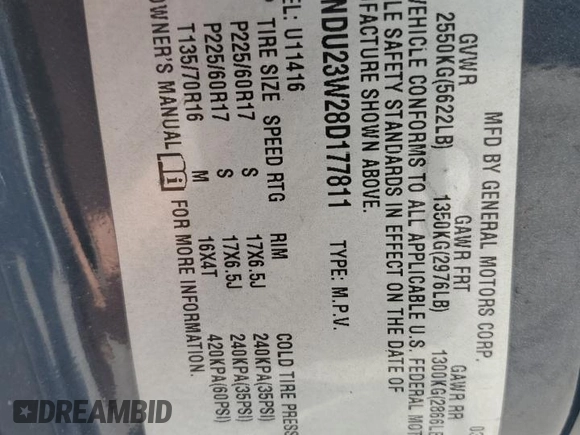 MFD BY GENERAL MOTORS CORP. 03
GVWR GAWR FRT GAWR RR
2550KG(5622LB) 1350KG(2976LB) 1300KG(2866LB
VEHICLE CONFORMS TO ALL APPLICABLE U.S. FEDERAL MOTOR
LE SAFETY STANDARDS IN EFFECT ON THE DATE OF
FACTURE SHOWN ABOVE.
NDU23W28D177811 TYPE: M.P.V.
EL: U11416
TIRE SIZE SPEED RTG RIM COLD TIRE PRESS
P225/60R17 S 17X6.5J 240KPA(35PSI)
P225/60R17 S 17X6.5J 240KPA(35PSI)
T135/70R16 M 16X4T 420KPA(60PSI)
OWNER'S MANUAL i FOR MORE INFORMATION.
DREAMBID